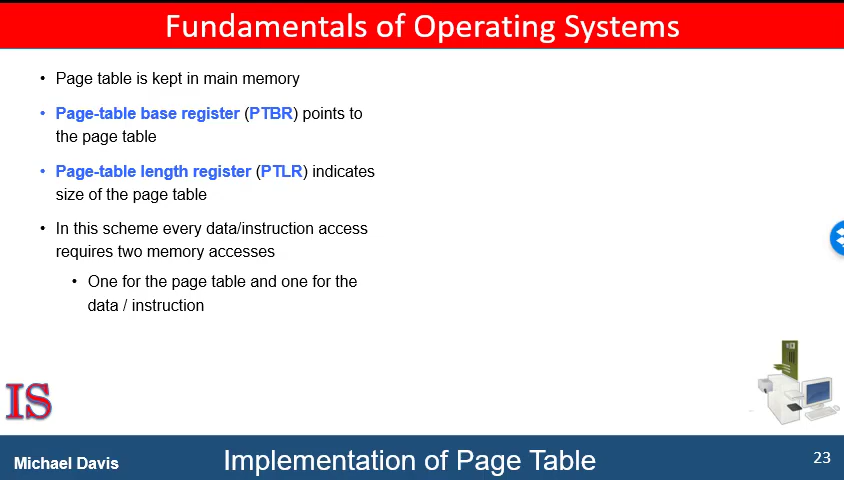 Fundamentals of Operating Systems
• Page table is kept in main memory
• Page-table base register (PTBR) points to
the page table
• Page-table length register (PTLR) indicates
size of the page table
• In this scheme every data/instruction access
requires two memory accesses
• One for the page table and one for the
data / instruction
IS
Michael Davis
Implementation of Page Table
23